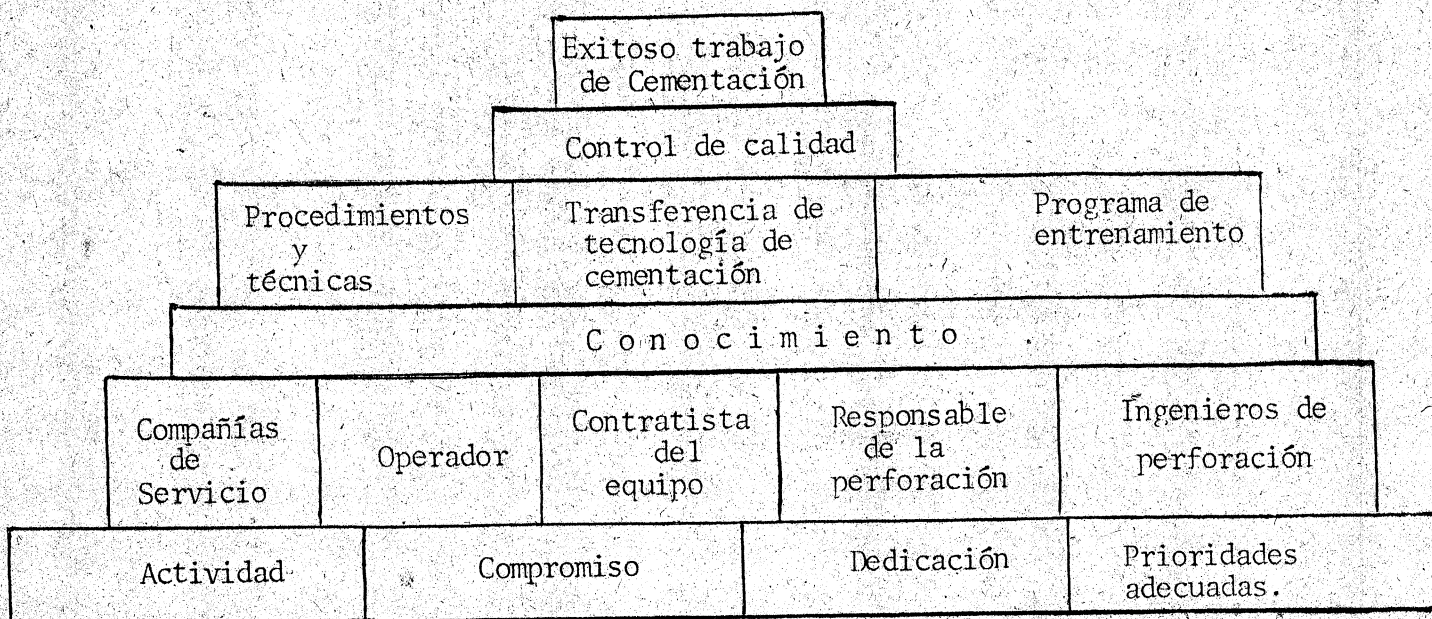 Exitoso trabajo
de Cementación
Control de calidad
Procedimientos
y
técnicas
Transferencia de
tecnología de
cementación
Programa de
entrenamiento
C o n o c i m i e n t o .
Compañías
de
Servicio
Operador
Contratista
del
equipo
Responsable
de la
perforación
Ingenieros de
perforación
Actividad
Compromiso
Dedicación
Prioridades
adecuadas.